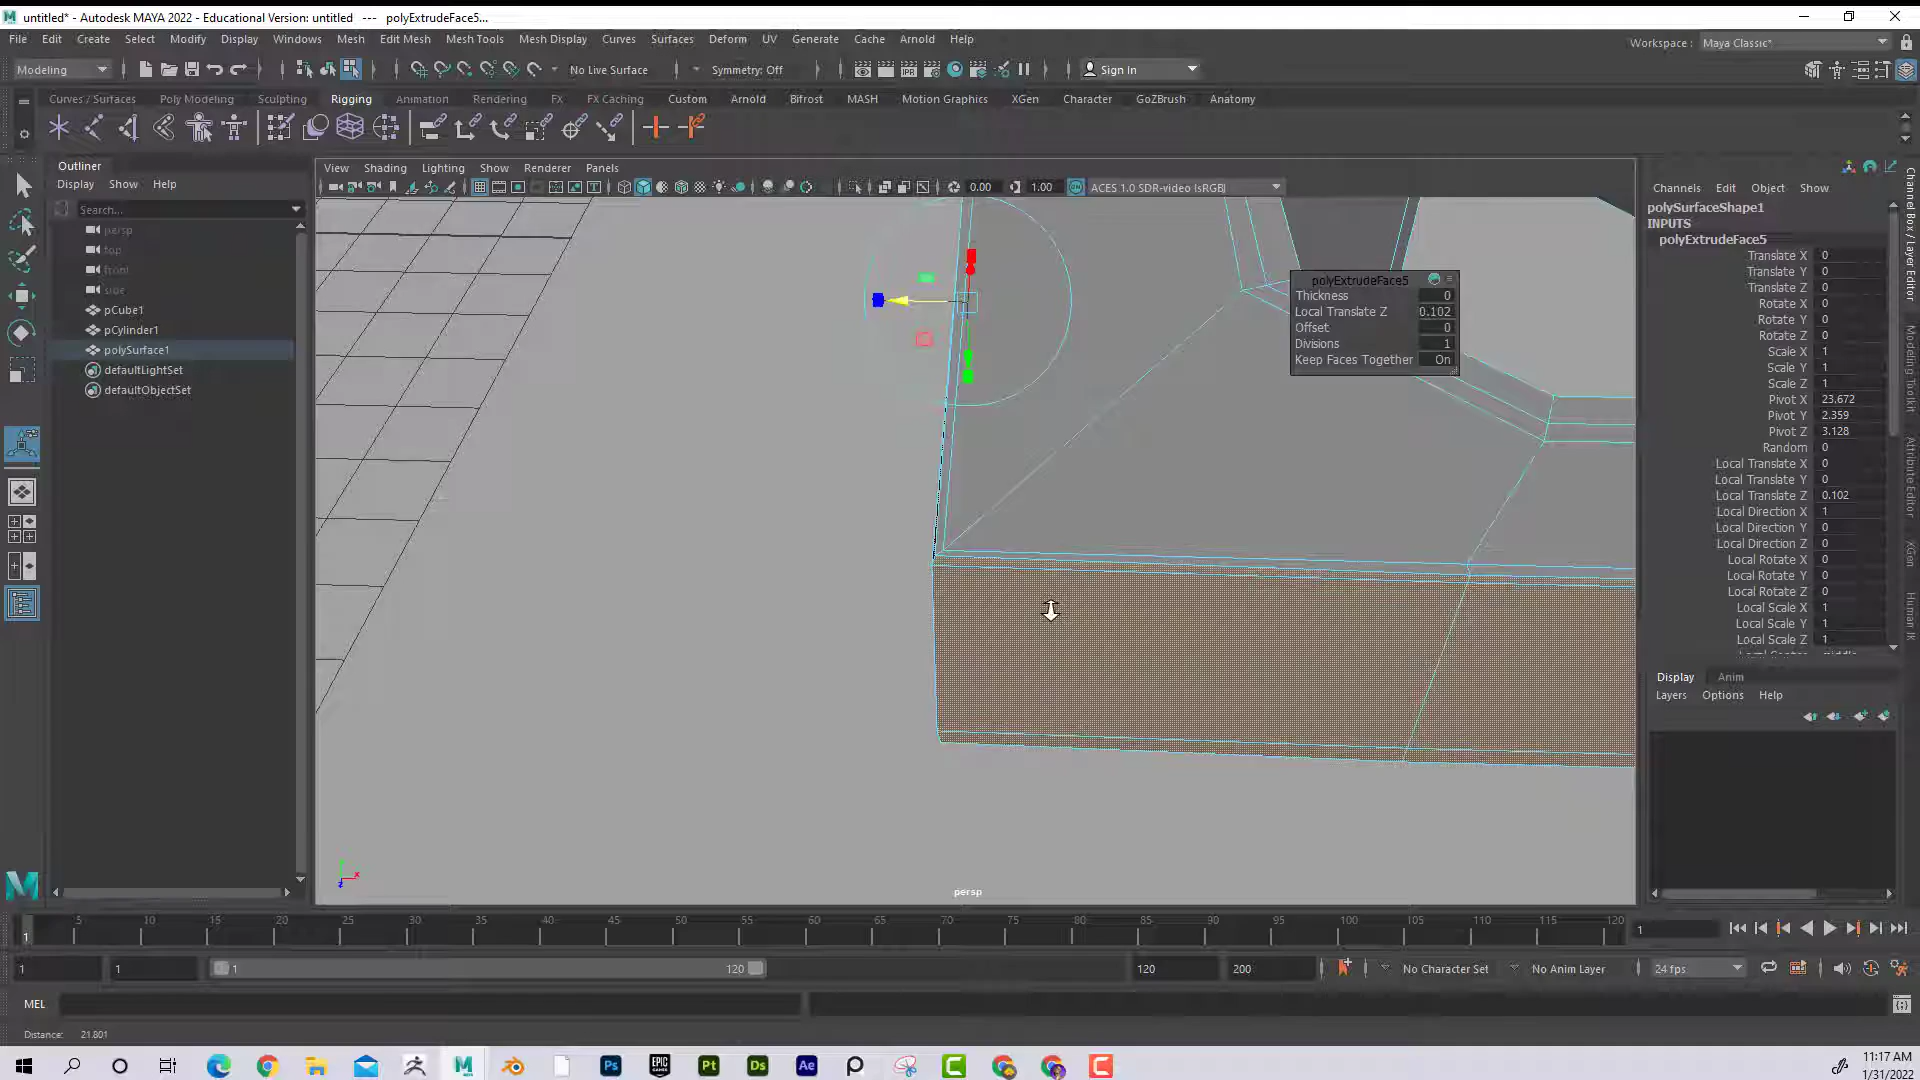 untitled* - Autodesk MAYA 2022 - Educational Version: untitled --- polyExtrudeFace5...
File Edit Create Select Modify Display Windows Mesh Edit Mesh Mesh Tools Mesh Display Curves Surfaces Deform UV Generate Cache Arnold Help
Workspace : Maya Classic*
Modeling No Live Surface Symmetry: Off Sign In
Curves / Surfaces Poly Modeling Sculpting Rigging Animation Rendering FX FX Caching Custom Arnold Bifrost MASH Motion Graphics XGen Character GoZBrush Anatomy
Outliner
Display Show Help
Search...
persp
top
front
side
pCube1
pCylinder1
polySurface1
defaultLightSet
defaultObjectSet
View Shading Lighting Show Renderer Panels
0.00 1.00 ACES 1.0 SDR-video (sRGB)
polyExtrudeFace5
Thickness 0
Local Translate Z 0.102
Offset 0
Divisions 1
Keep Faces Together On
persp
Channels Edit Object Show
polySurfaceShape1
INPUTS
polyExtrudeFace5
Translate X 0
Translate Y 0
Translate Z 0
Rotate X 0
Rotate Y 0
Rotate Z 0
Scale X 1
Scale Y 1
Scale Z 1
Pivot X 23.672
Pivot Y 2.359
Pivot Z 3.128
Random 0
Local Translate X 0
Local Translate Y 0
Local Translate Z 0.102
Local Direction X 1
Local Direction Y 0
Local Direction Z 0
Local Rotate X 0
Local Rotate Y 0
Local Rotate Z 0
Local Scale X 1
Local Scale Y 1
Local Scale Z 1
Display Anim
Layers Options Help
Channel Box / Layer Editor
Modeling Toolkit
Attribute Editor
XGen
Human IK
5 10 15 20 25 30 35 40 45 50 55 60 65 70 75 80 85 90 95 100 105 110 115 120
1 1
1 1 1 120 120 200 No Character Set No Anim Layer 24 fps
MEL
Distance: 21.801
11:17 AM
1/31/2022